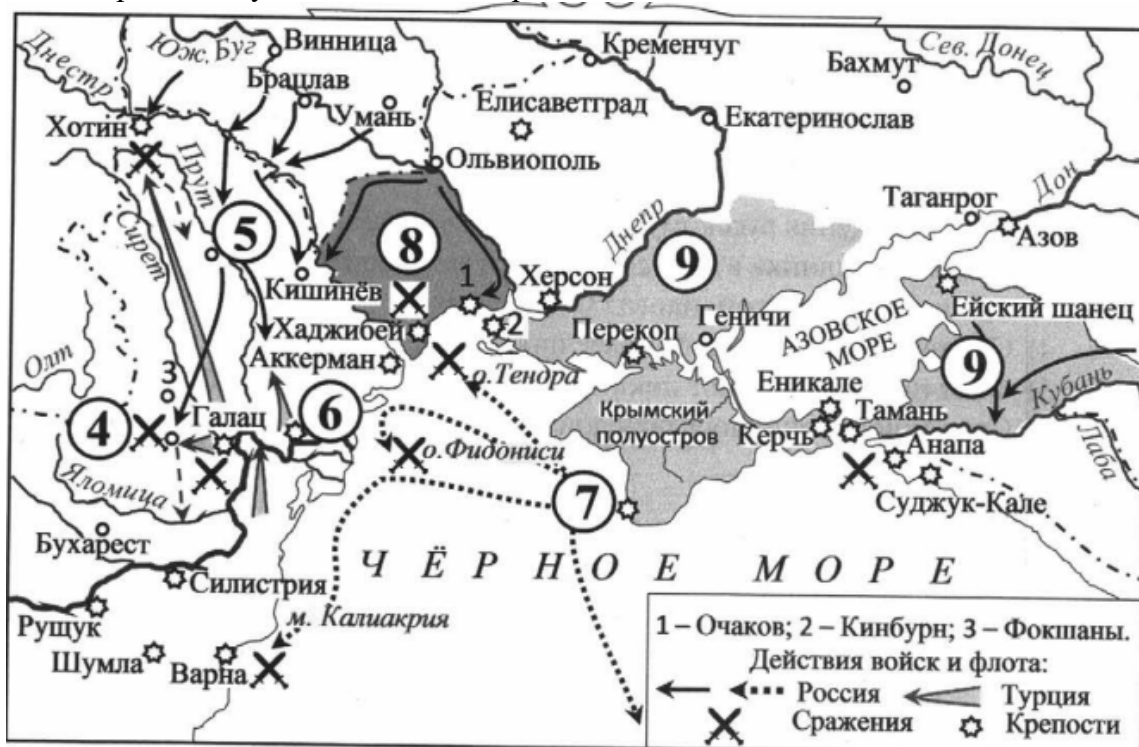 Днестр
Юж. Буг
Винница
Кременчуг
Сев. Донец
Бахмут
Брацлав
Елисаветград
Умань
Хотин
Екатеринослав
Ольвиополь
Прут
Таганрог
Дон
Сирет
5
8
Днепр
9
Азов
1
Херсон
Кишинёв
Ейский шанец
2
Перекоп
Геничи
АЗОВСКОЕ
МОРЕ
Хаджибей
Аккерман
о.Тендра
9
Олт
3
Еникале
Кубань
Крымский
полуостров
Тамань
4
Галац
6
Керчь
Анапа
Лаба
о.Фидониси
Яломица
7
Суджук-Кале
Бухарест
ЧЁРНОЕ МОРЕ
Силистрия
м. Калиакрия
Рущук
Шумла
Варна
1 – Очаков; 2 – Кинбурн; 3 – Фокшаны.
Действия войск и флота:
Россия Турция
Сражения Крепости